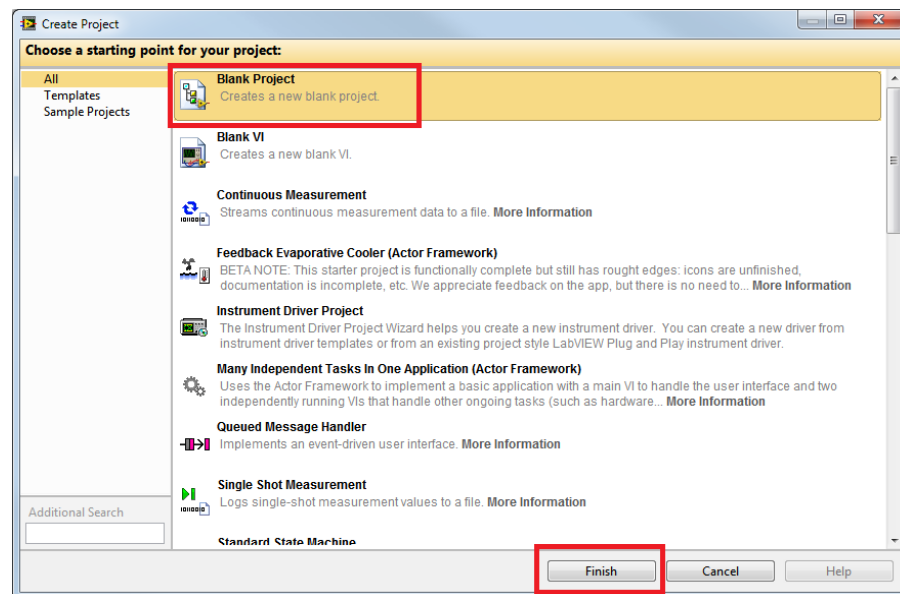 Create Project
Choose a starting point for your project:
All
Templates
Sample Projects
Blank Project
Creates a new blank project.
Blank VI
Creates a new blank VI.
Continuous Measurement
Streams continuous measurement data to a file. More Information
Feedback Evaporative Cooler (Actor Framework)
BETA NOTE: This starter project is functionally complete but still has rought edges: icons are unfinished,
documentation is incomplete, etc. We appreciate feedback on the app, but there is no need to... More Information
Instrument Driver Project
The Instrument Driver Project Wizard helps you create a new instrument driver. You can create a new driver from
instrument driver templates or from an existing project style LabVIEW Plug and Play instrument driver.
Many Independent Tasks In One Application (Actor Framework)
Uses the Actor Framework to implement a basic application with a main VI to handle the user interface and two
independently running VIs that handle other ongoing tasks (such as hardware... More Information
Queued Message Handler
Implements an event-driven user interface. More Information
Single Shot Measurement
Logs single-shot measurement values to a file. More Information
Standard State Machine
Additional Search
Finish
Cancel
Help